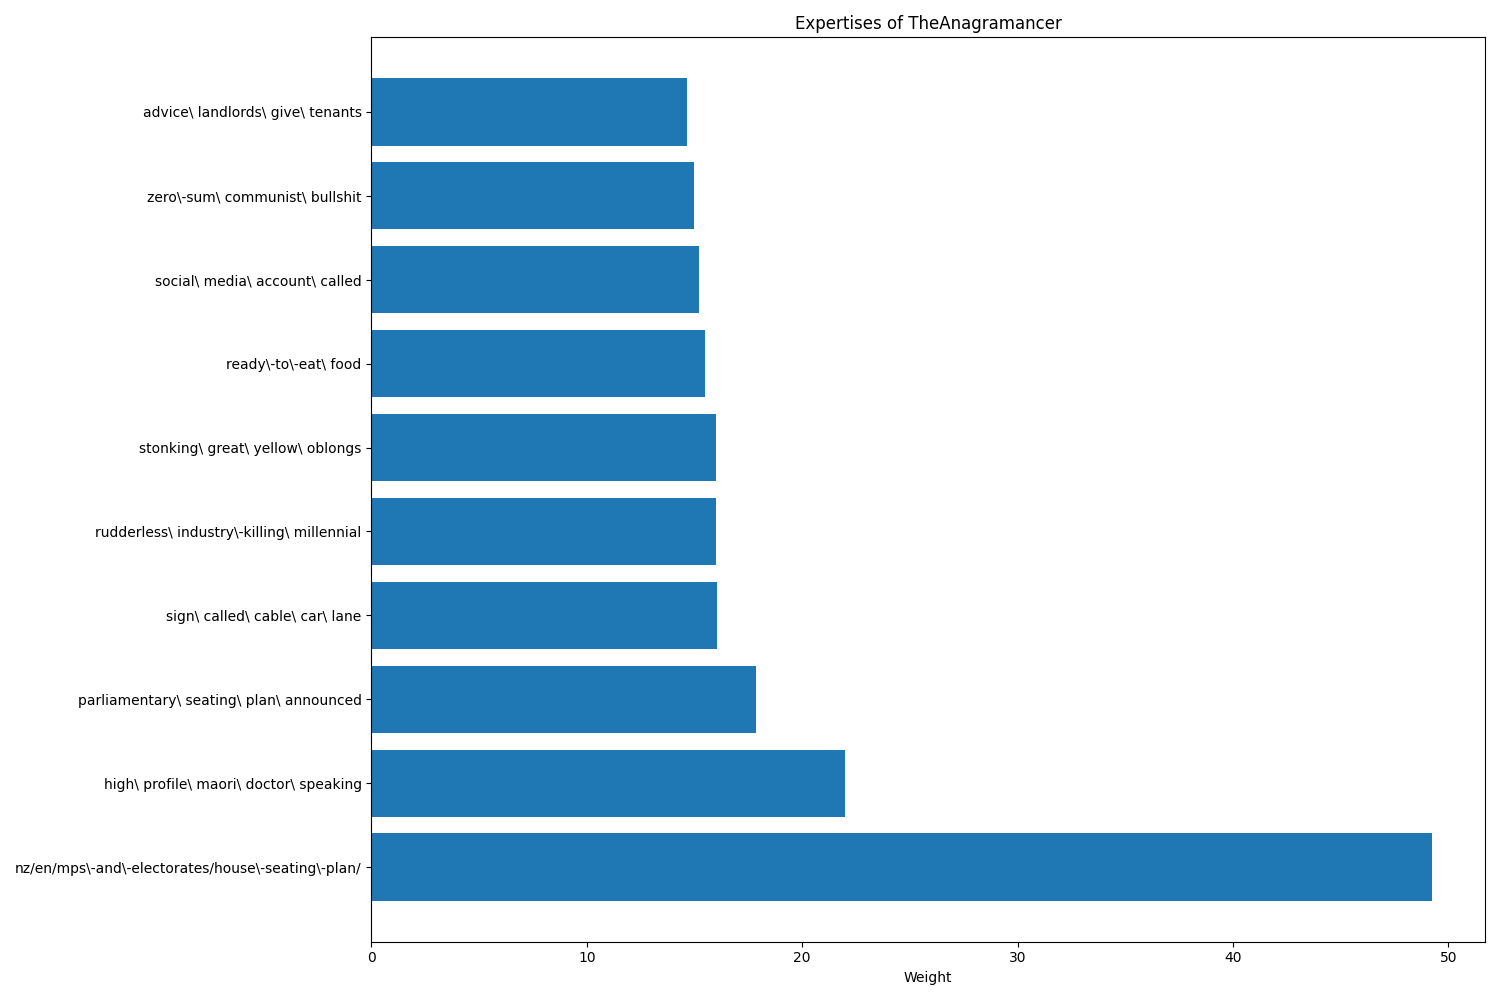 Expertises of TheAnagramancer
advice\ landlords\ give\ tenants
zero\-sum\ communist\ bullshit
social\ media\ account\ called
ready\-to\-eat\ food
stonking\ great\ yellow\ oblongs
rudderless\ industry\-killing\ millennial
sign\ called\ cable\ car\ lane
parliamentary\ seating\ plan\ announced
high\ profile\ maori\ doctor\ speaking
nz/en/mps\-and\-electorates/house\-seating\-plan/
0 10 20 30 40 50
Weight